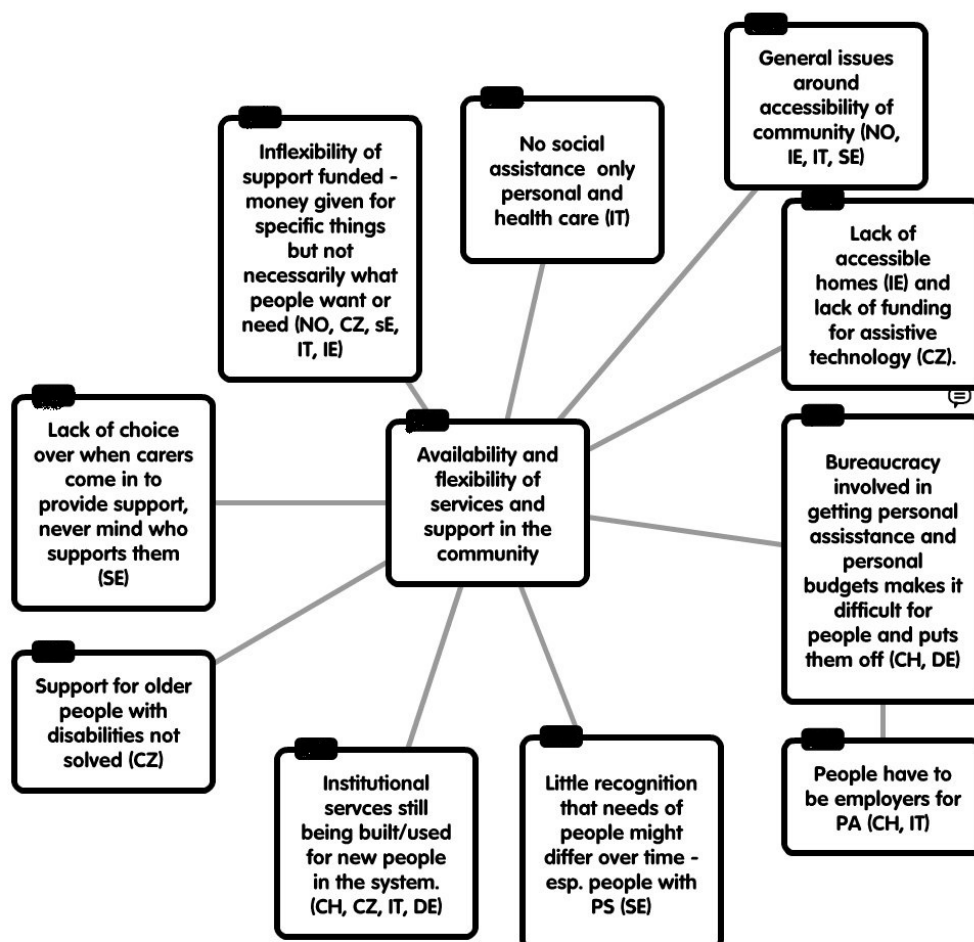 General issues
around
accessibility of
community (NO,
IE, IT, SE)
No social
assistance only
personal and
health care (IT)
Inflexibility of
support funded -
money given for
specific things
but not
necessarily what
people want or
need (NO, CZ, sE,
IT, IE)
Lack of
accessible
homes (IE) and
lack of funding
for assistive
technology (CZ).
Lack of choice
over when carers
come in to
provide support,
never mind who
supports them
(SE)
Availability and
flexibility of
services and
support in the
community
Bureaucracy
involved in
getting personal
assisstance and
personal
budgets makes it
difficult for
people and puts
them off (CH, DE)
Support for older
people with
disabilities not
solved (CZ)
Institutional
servces still
being built/used
for new people
in the system.
(CH, CZ, IT, DE)
Little recognition
that needs of
people might
differ over time -
esp. people with
PS (SE)
People have to
be employers for
PA (CH, IT)